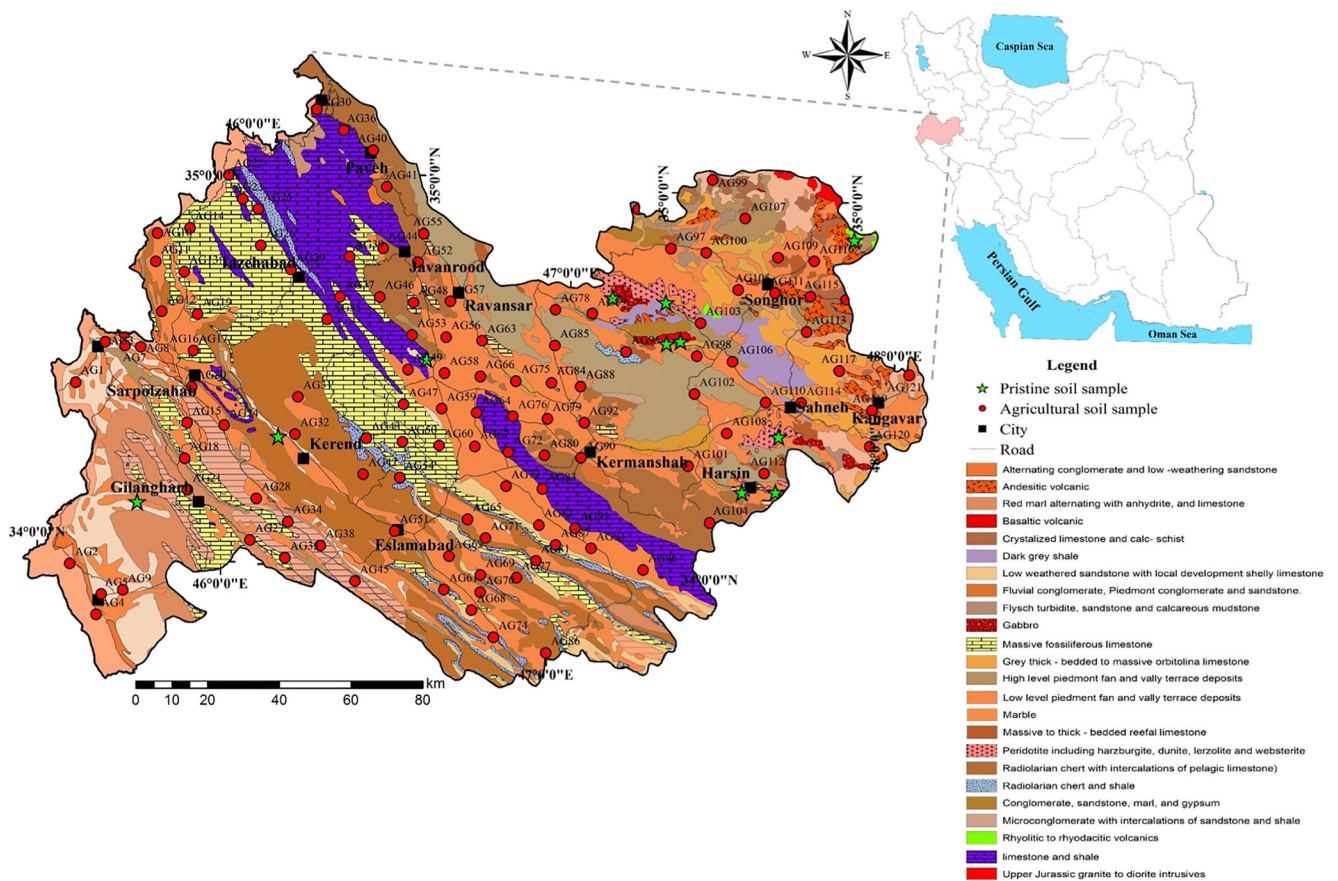 N
W
E
S
Caspian Sea
Persian Gulf
Oman Sea
46°0'0"E
35°0'0"N
35°0'0"N
35°0'0"N
47°0'0"E
48°0'0"E
34°0'0"N
46°0'0"E
34°0'0"N
47°0'0"E
AG36
AG40
Paveh
AG41
AG55
AG44
AG52
Javanrood
AG57
Ravansar
AG14
AG19
AG12
AG46
AG48
AG53
AG56
AG63
AG16
AG8
AG7
AG1
Sarpolzahab
AG58
AG66
AG75
AG84
AG88
AG47
AG59
AG64
AG76
AG79
AG92
AG15
AG18
AG32
Kerend
AG60
AG72
AG80
AG90
Kermanshah
AG21
Gilangharb
AG28
AG34
AG38
AG45
AG51
Eslamabad
AG65
AG71
AG69
AG68
AG74
AG86
AG2
AG5
AG9
AG4
AG99
AG107
AG97
AG100
AG109
AG111
AG115
Songhor
AG78
AG85
AG103
AG113
AG98
AG106
AG117
AG121
AG102
AG110
AG114
Sahneh
Kangavar
AG120
AG108
AG101
AG112
Harsin
AG104
0 10 20 40 60 80
km
Legend
Pristine soil sample
Agricultural soil sample
City
Road
Alternating conglomerate and low -weathering sandstone
Andesitic volcanic
Red marl alternating with anhydrite, and limestone
Basaltic volcanic
Crystalized limestone and calc- schist
Dark grey shale
Low weathered sandstone with local development shelly limestone
Fluvial conglomerate, Piedmont conglomerate and sandstone.
Flysch turbidite, sandstone and calcareous mudstone
Gabbro
Massive fossiliferous limestone
Grey thick - bedded to massive orbitolina limestone
High level piedmont fan and vally terrace deposits
Low level piedment fan and vally terrace deposits
Marble
Massive to thick - bedded reefal limestone
Peridotite including harzburgite, dunite, lerzolite and websterite
Radiolarian chert with intercalations of pelagic limestone)
Radiolarian chert and shale
Conglomerate, sandstone, marl, and gypsum
Microconglomerate with intercalations of sandstone and shale
Rhyolitic to rhyodacitic volcanics
limestone and shale
Upper Jurassic granite to diorite intrusives